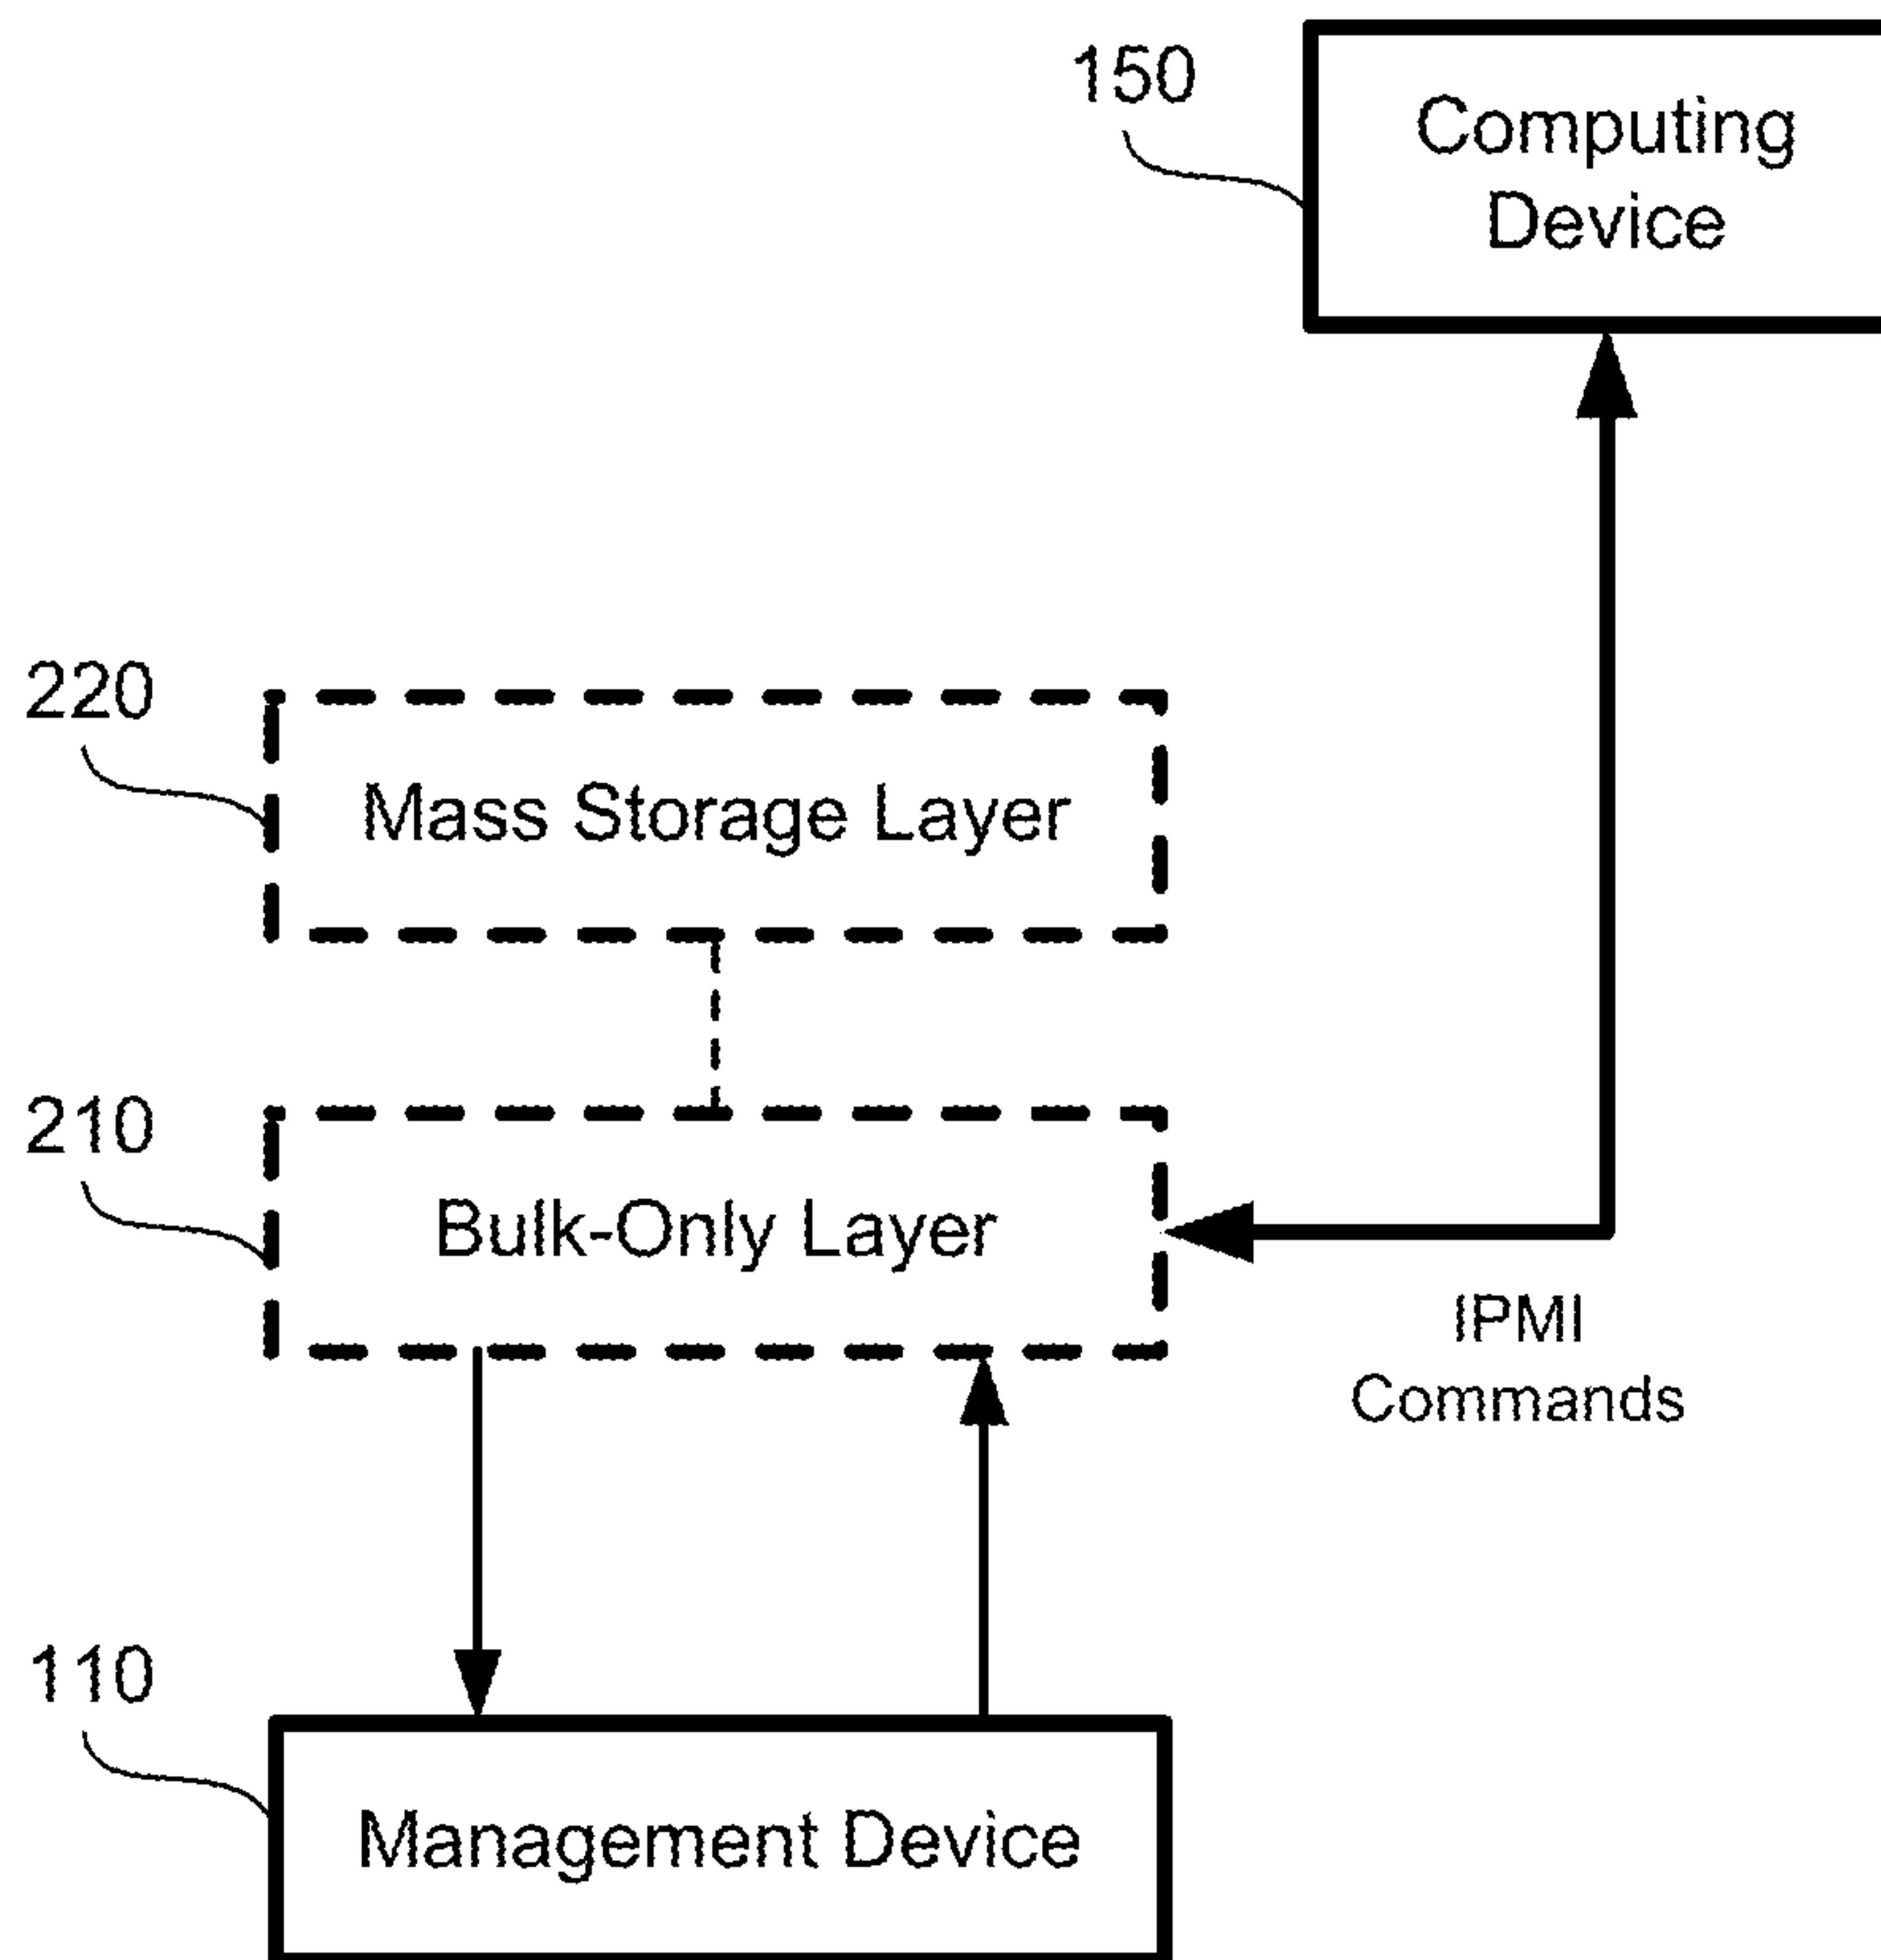 150
Computing
Device
220
Mass Storage Layer
210
Bulk-Only Layer
IPMI
Commands
110
Management Device